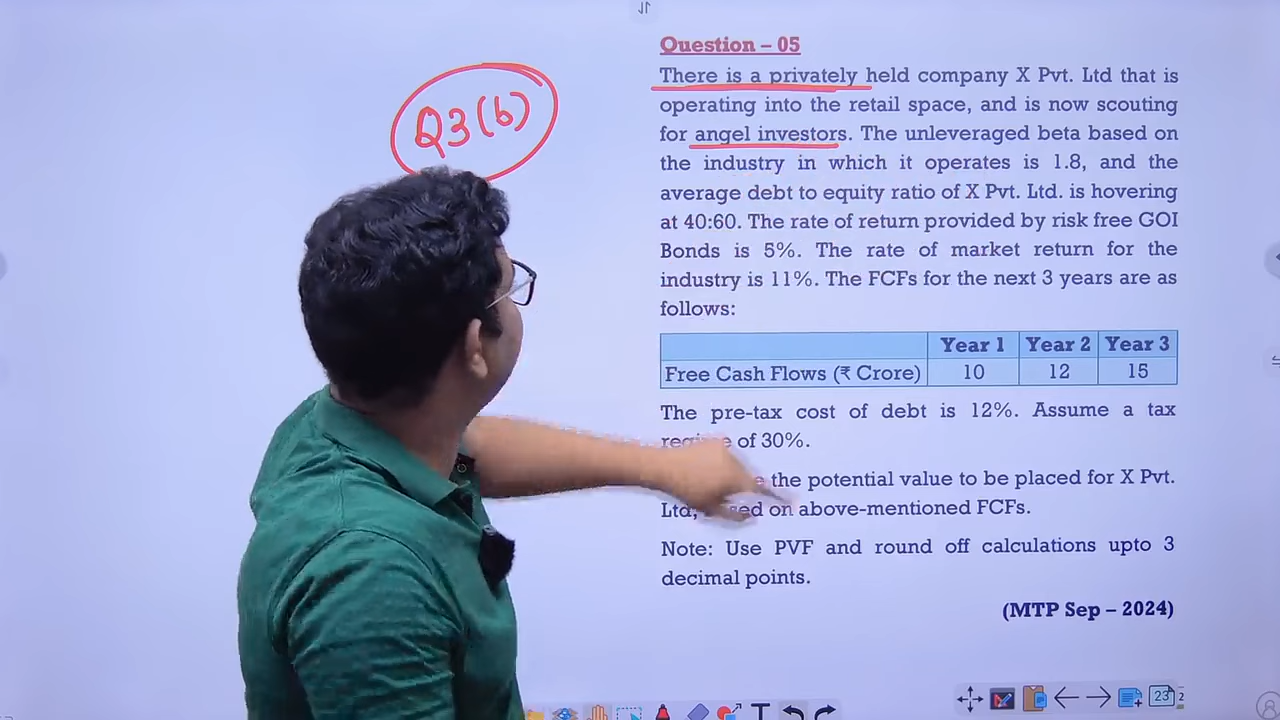 Question – 05
There is a privately held company X Pvt. Ltd that is
operating into the retail space, and is now scouting
for angel investors. The unleveraged beta based on
the industry in which it operates is 1.8, and the
average debt to equity ratio of X Pvt. Ltd. is hovering
at 40:60. The rate of return provided by risk free GOI
Bonds is 5%. The rate of market return for the
industry is 11%. The FCFs for the next 3 years are as
follows:
Year 1 Year 2 Year 3
Free Cash Flows (₹ Crore) 10 12 15
The pre-tax cost of debt is 12%. Assume a tax
of 30%.
the potential value to be placed for X Pvt.
Ltd, on above-mentioned FCFs.
Note: Use PVF and round off calculations upto 3
decimal points.
(MTP Sep – 2024)
Q3(b)
23